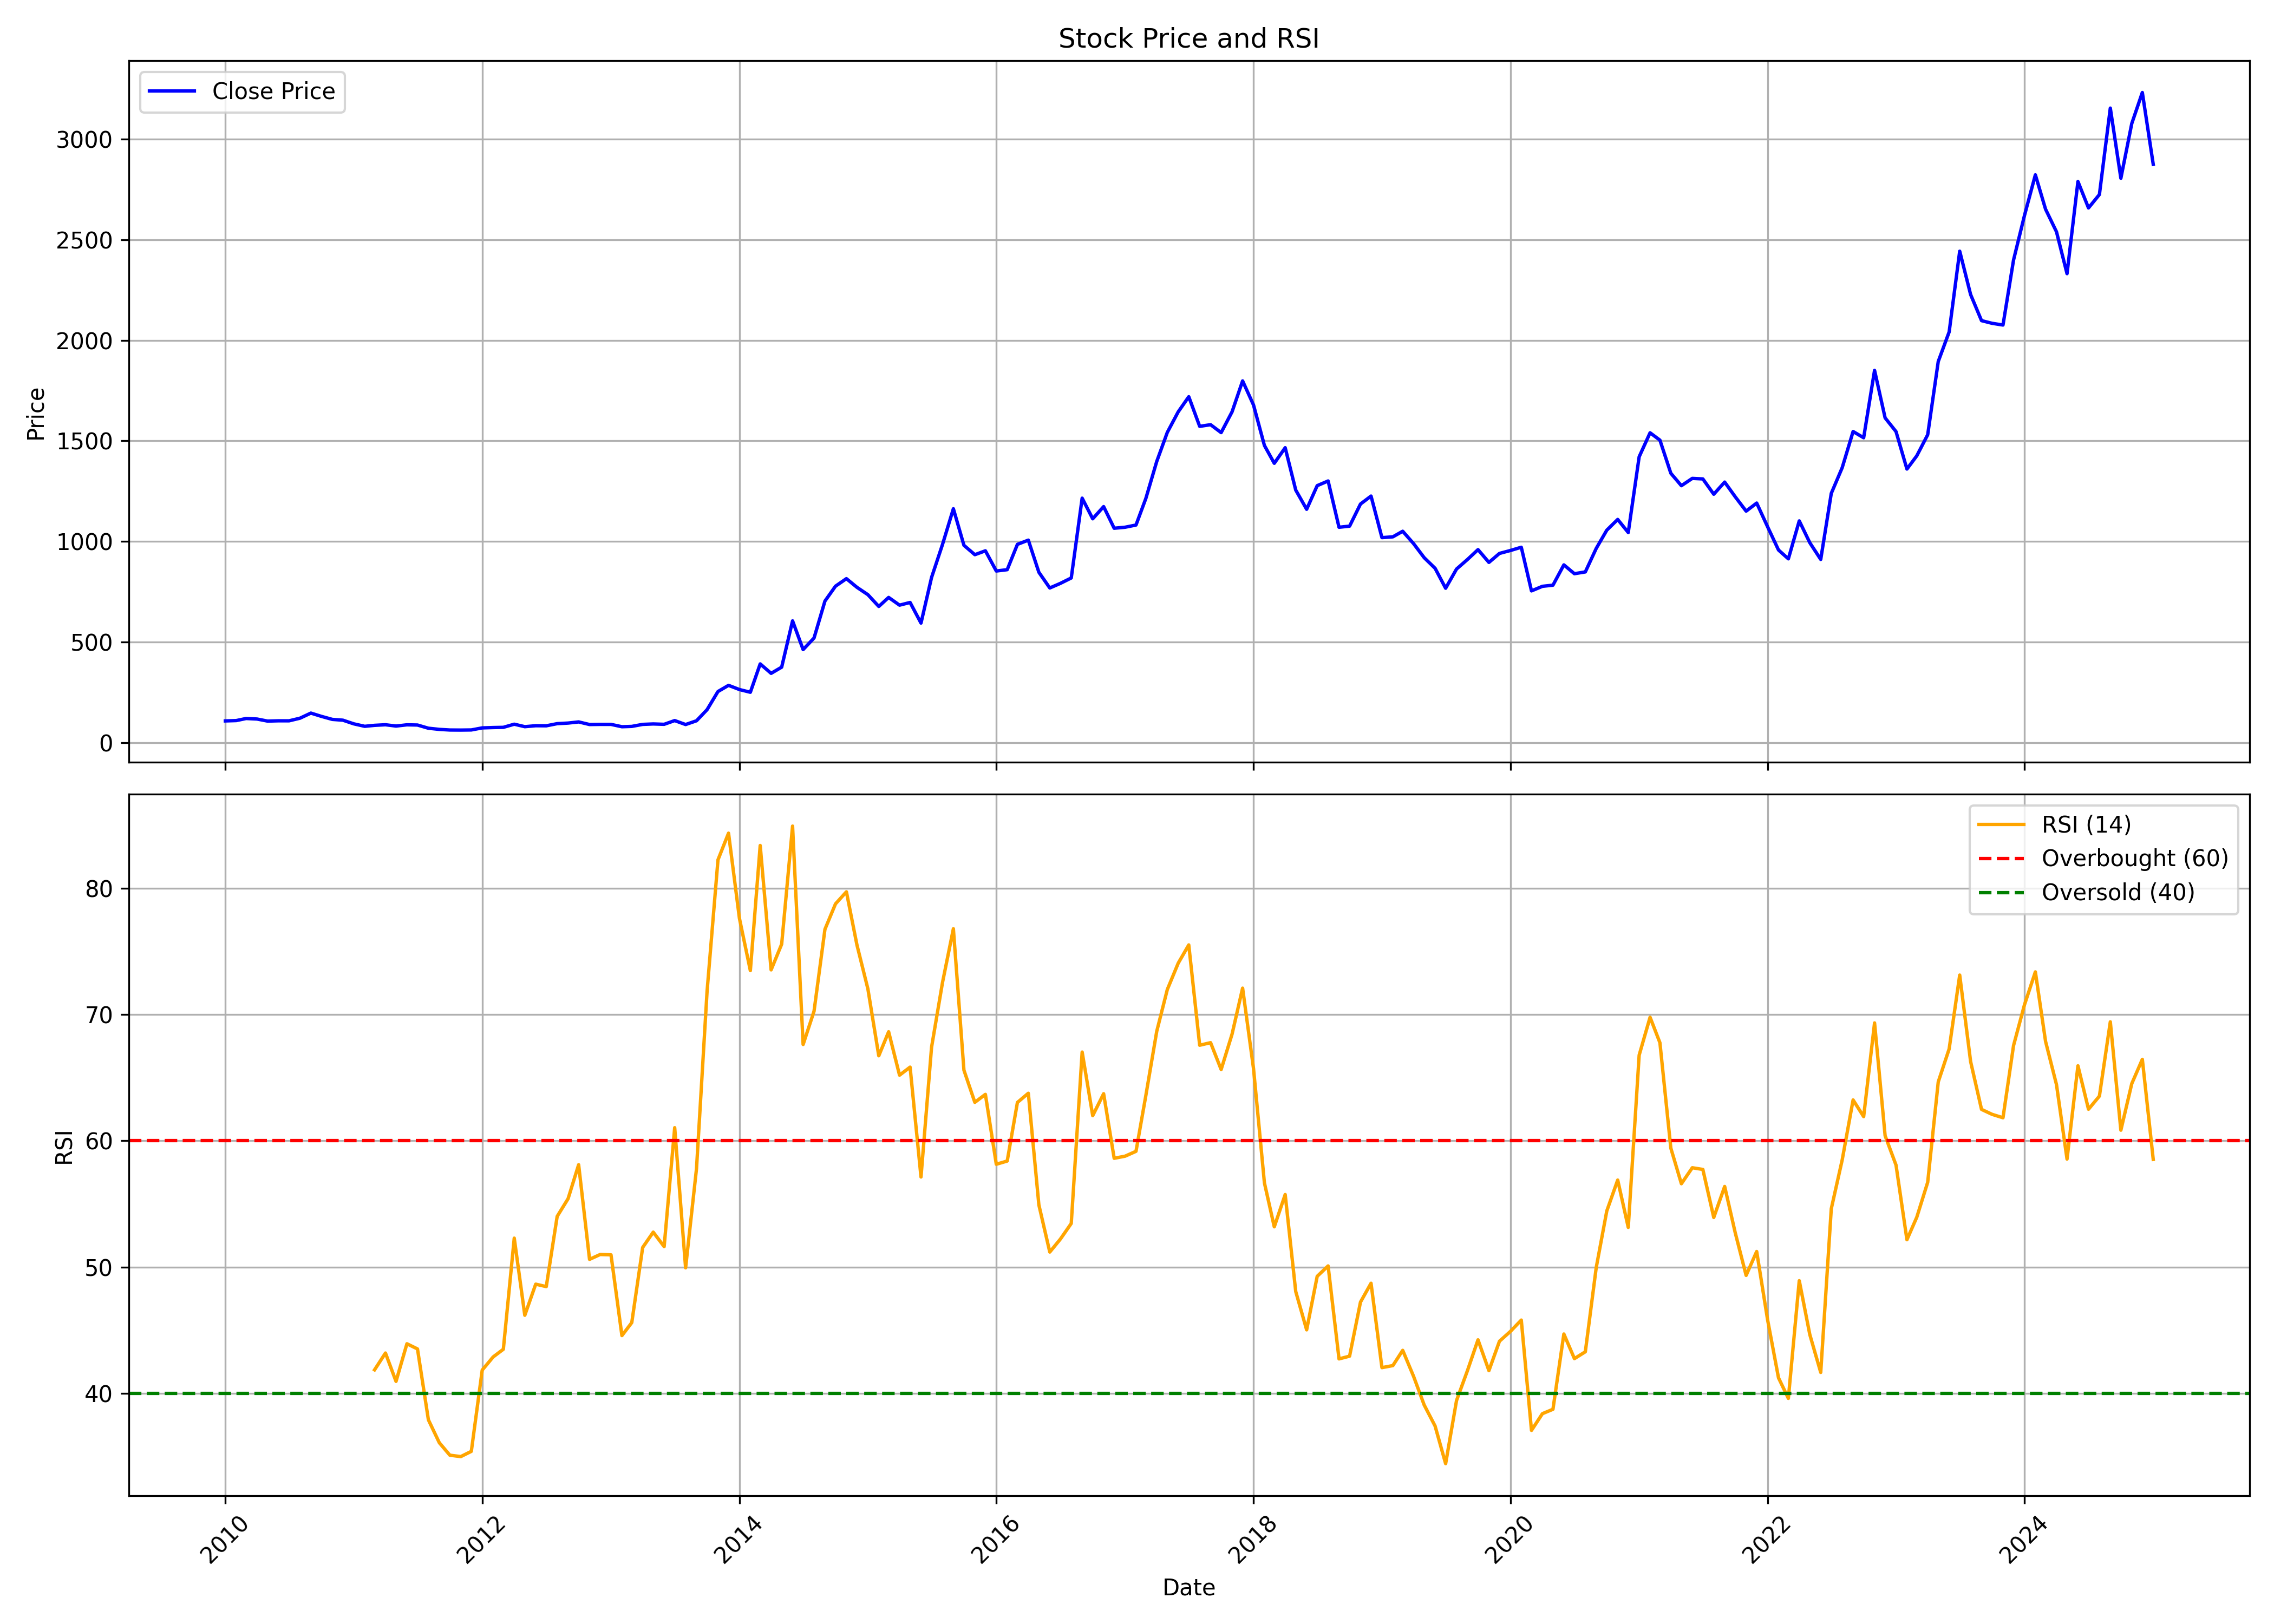 Stock Price and RSI
Close Price
Price
3000
2500
2000
1500
1000
500
0
RSI (14)
Overbought (60)
Oversold (40)
RSI
80
70
60
50
40
2010
2012
2014
2016
2018
2020
2022
2024
Date